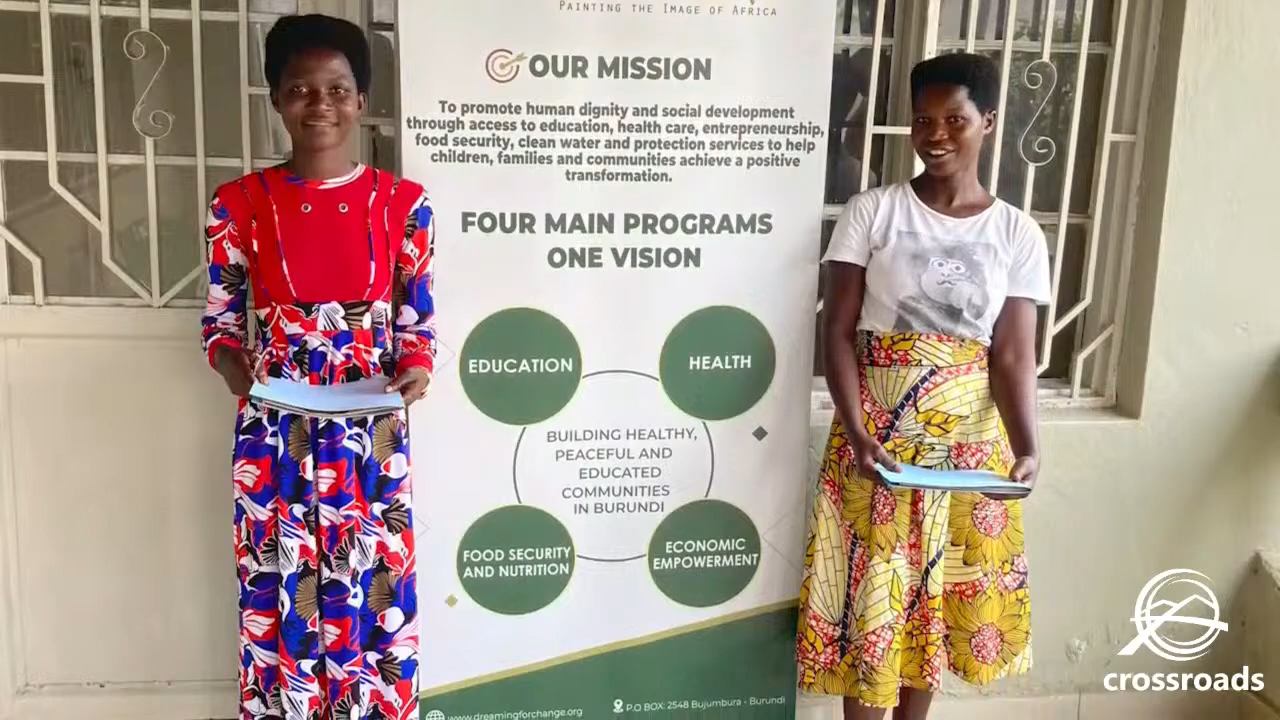 PAINTING THE IMAGE OF AFRICA
OUR MISSION
To promote human dignity and social development
through access to education, health care, entrepreneurship,
food security, clean water and protection services to help
children, families and communities achieve a positive
transformation.
FOUR MAIN PROGRAMS
ONE VISION
EDUCATION
HEALTH
BUILDING HEALTHY,
PEACEFUL AND
EDUCATED
COMMUNITIES
IN BURUNDI
FOOD SECURITY
AND NUTRITION
ECONOMIC
EMPOWERMENT
www.dreamingforchange.org
P.O BOX: 2548 Bujumbura - Burundi
crossroads